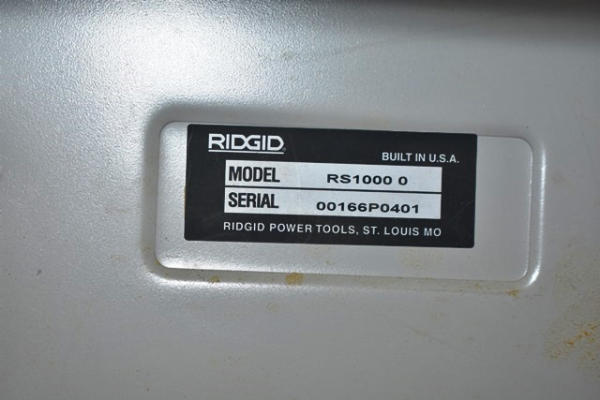 RIDGID
BUILT IN U.S.A.
MODEL RS1000 0
SERIAL 00166P0401
RIDGID POWER TOOLS, ST. LOUIS MO